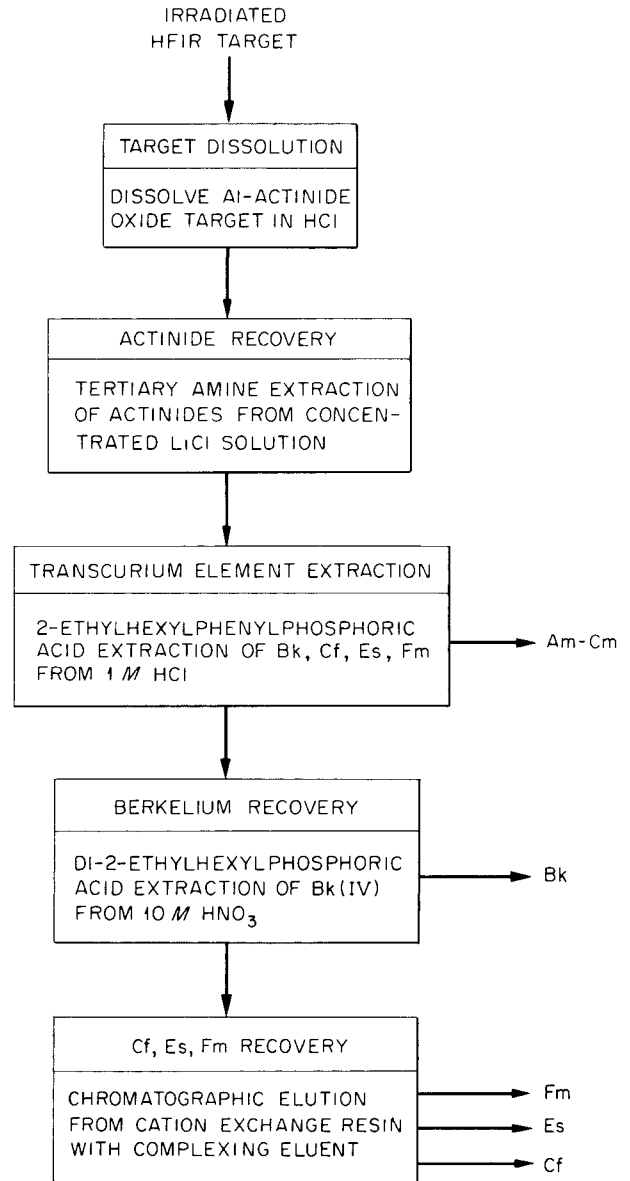 IRRADIATED
HFIR TARGET
TARGET DISSOLUTION
DISSOLVE Al-ACTINIDE
OXIDE TARGET IN HCl
ACTINIDE RECOVERY
TERTIARY AMINE EXTRACTION
OF ACTINIDES FROM CONCEN-
TRATED LiCl SOLUTION
TRANSCURIUM ELEMENT EXTRACTION
2-ETHYLHEXYLPHENYLPHOSPHORIC
ACID EXTRACTION OF Bk, Cf, Es, Fm
FROM 1 M HCl
Am-Cm
BERKELIUM RECOVERY
DI-2-ETHYLHEXYLPHOSPHORIC
ACID EXTRACTION OF Bk(IV)
FROM 10 M HNO₃
Bk
Cf, Es, Fm RECOVERY
CHROMATOGRAPHIC ELUTION
FROM CATION EXCHANGE RESIN
WITH COMPLEXING ELUENT
Fm
Es
Cf